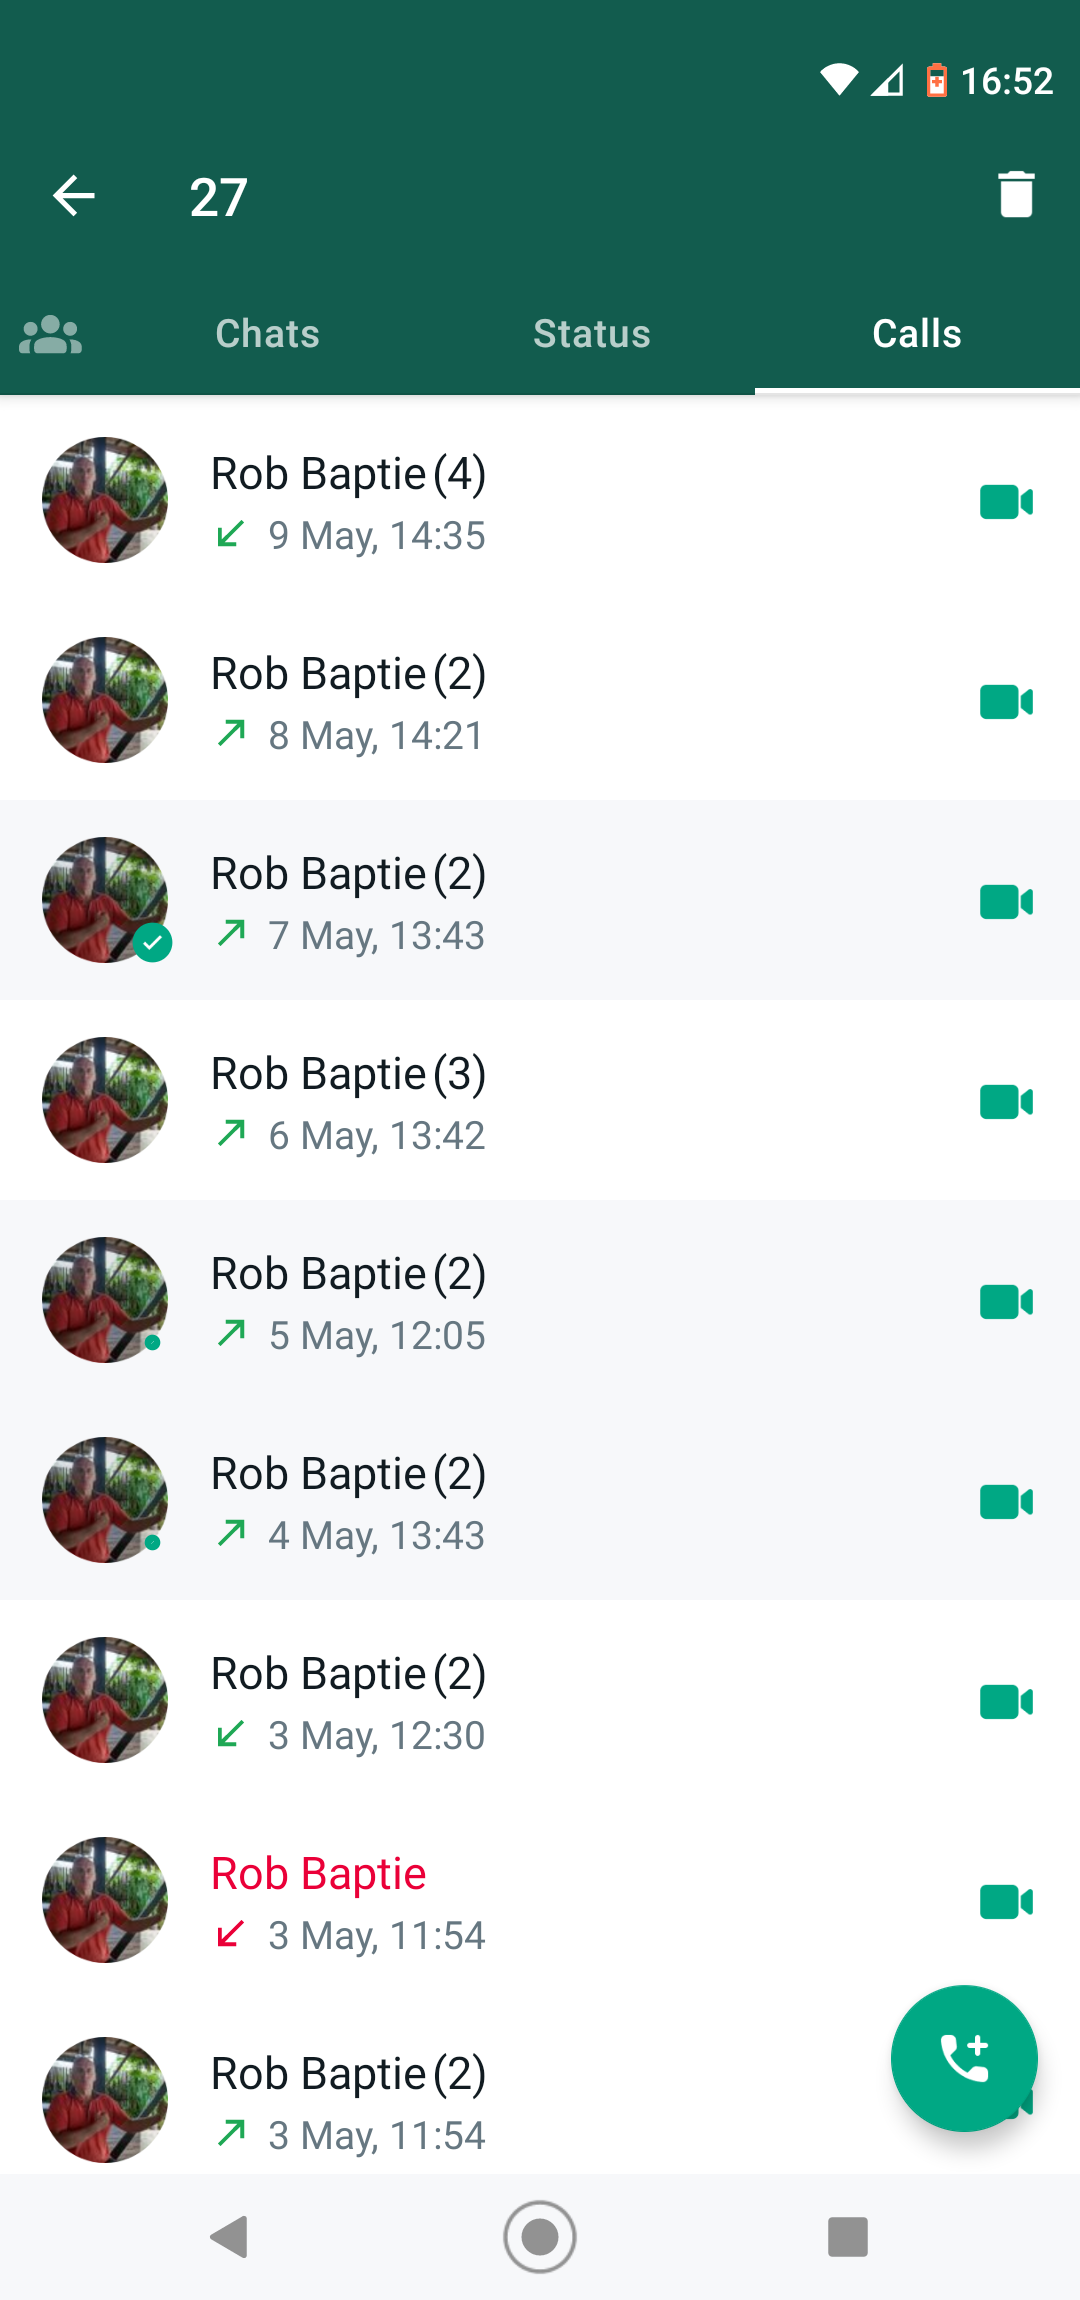 16:52
27
Chats Status Calls
Rob Baptie (4)
9 May, 14:35
Rob Baptie (2)
8 May, 14:21
Rob Baptie (2)
7 May, 13:43
Rob Baptie (3)
6 May, 13:42
Rob Baptie (2)
5 May, 12:05
Rob Baptie (2)
4 May, 13:43
Rob Baptie (2)
3 May, 12:30
Rob Baptie
3 May, 11:54
Rob Baptie (2)
3 May, 11:54